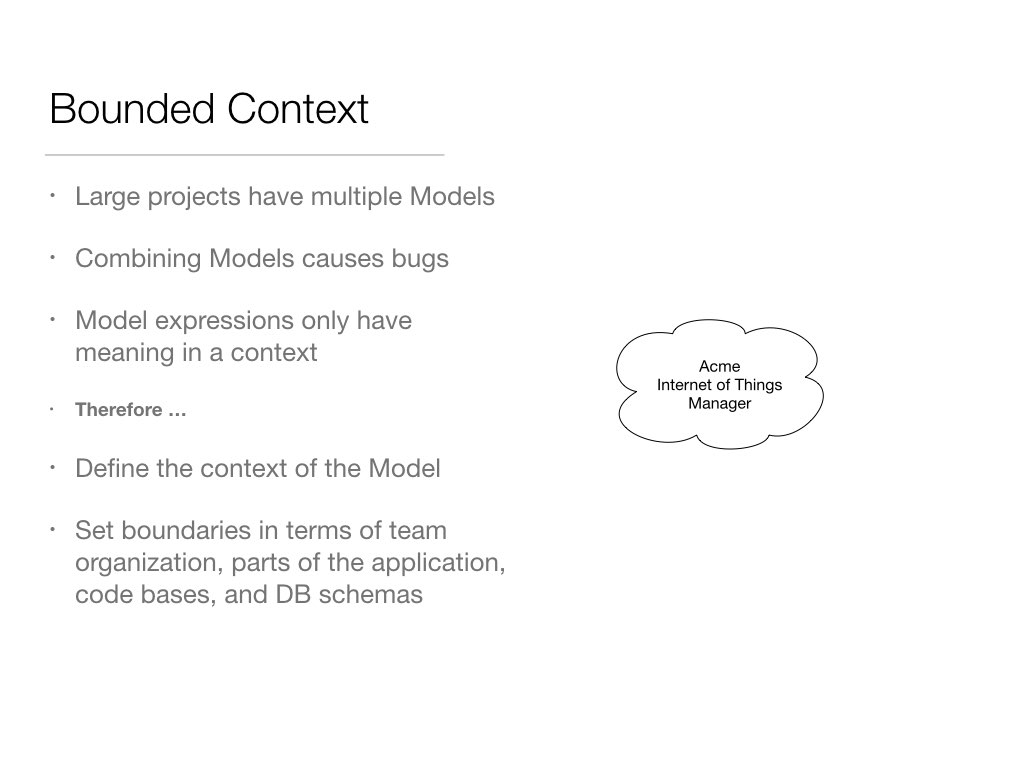 Bounded Context
• Large projects have multiple Models
• Combining Models causes bugs
• Model expressions only have
meaning in a context
• Therefore …
• Define the context of the Model
• Set boundaries in terms of team
organization, parts of the application,
code bases, and DB schemas
Acme
Internet of Things
Manager